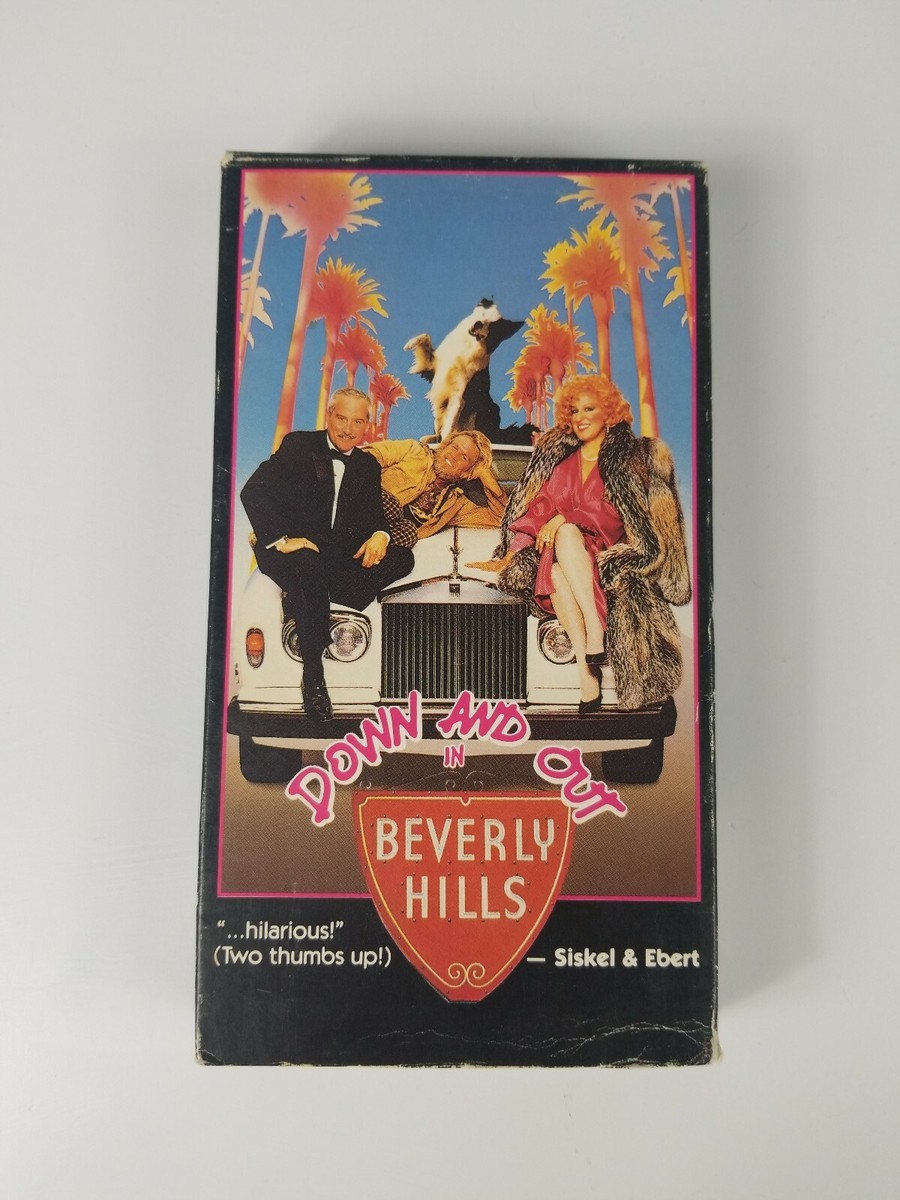 DOWN AND OUT
IN
BEVERLY
HILLS
“...hilarious!”
(Two thumbs up!) — Siskel & Ebert